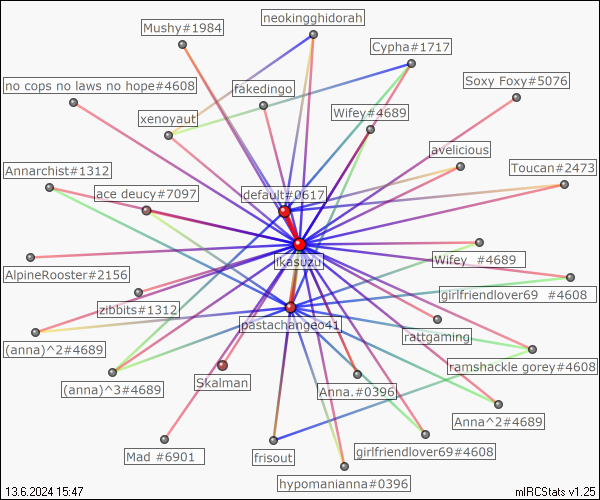 neokingghidorah
Mushy#1984
Cypha#1717
no cops no laws no hope#4608
fakedingo
Soxy Foxy#5076
xenoyaut
Wifey#4689
avelicious
Annarchist#1312
Toucan#2473
ace deucy#7097
default#0617
ikasuzu
Wifey #4689
AlpineRooster#2156
girlfriendlover69 #4608
zibbits#1312
pastachangeo41
rattgaming
(anna)^2#4689
ramshackle gorey#4608
Skalman
(anna)^3#4689
Anna.#0396
Anna^2#4689
Mad #6901
frisout
girlfriendlover69#4608
hypomanianna#0396
13.6.2024 15:47
mIRCStats v1.25